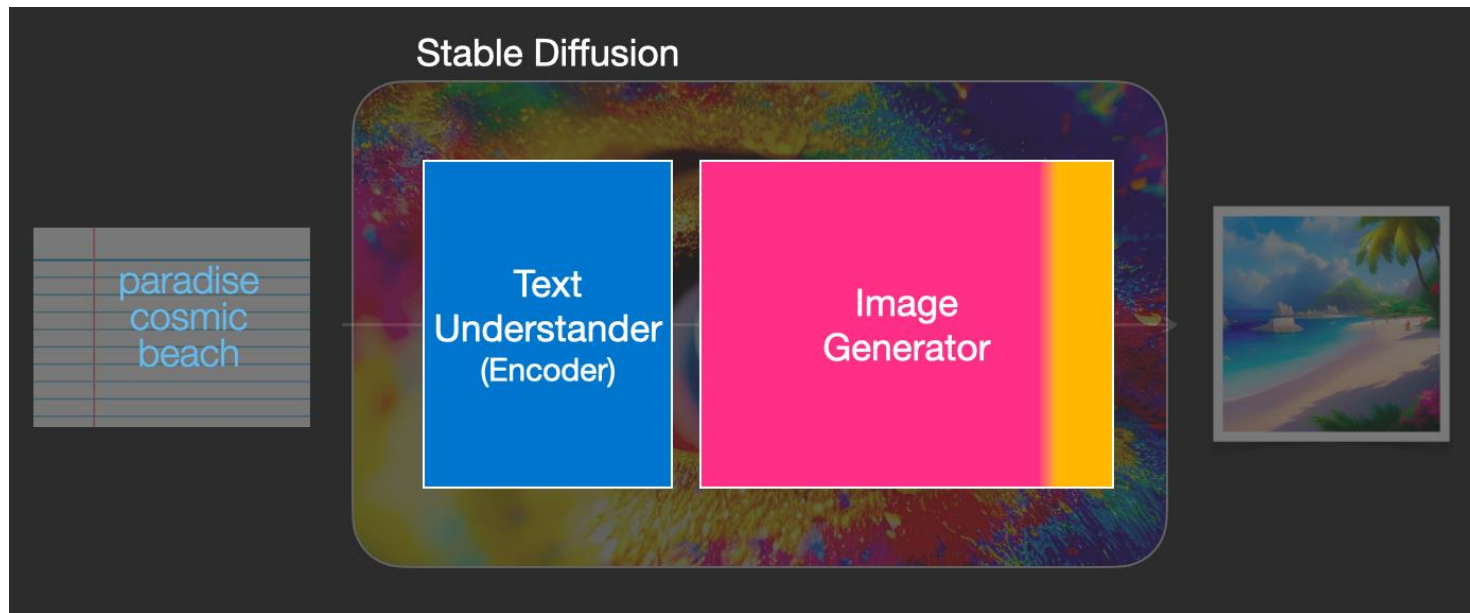 Stable Diffusion
paradise
cosmic
beach
Text
Understander
(Encoder)
Image
Generator